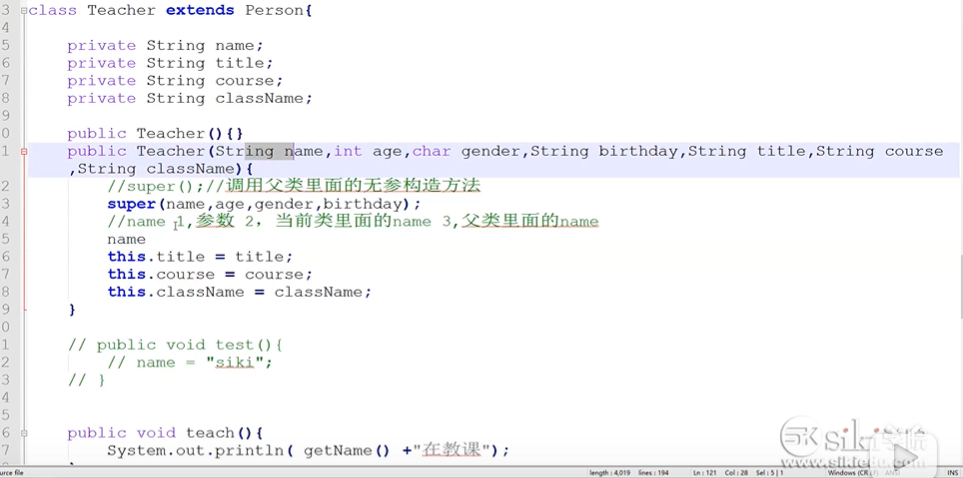 3 class Teacher extends Person{
4
5 private String name;
6 private String title;
7 private String course;
8 private String className;
9
0 public Teacher(){}
1 public Teacher(String name,int age,char gender,String birthday,String title,String course
,String className){
2 //super();//调用父类里面的无参构造方法
3 super(name,age,gender,birthday);
4 //name 1,参数 2，当前类里面的name 3,父类里面的name
5 name
6 this.title = title;
7 this.course = course;
8 this.className = className;
9 }
0
1 // public void test(){
2 // name = "siki";
3 // }
4
5
6 public void teach(){
7 System.out.println( getName() +"在教课");
siki学院
www.sikiedu.com
urce file length : 4,019 lines : 194 Ln : 121 Col : 28 Sel : 5 | 1 Windows (CR ANSI INS